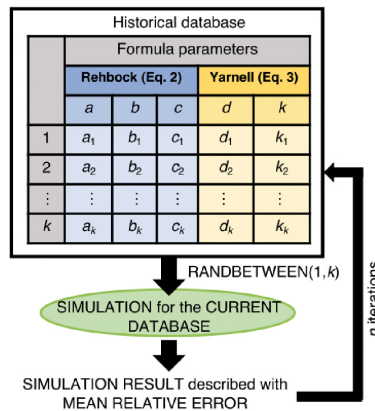 Historical database
Formula parameters
Rehbock (Eq. 2) Yarnell (Eq. 3)
a b c d k
1 a₁ b₁ c₁ d₁ k₁
2 a₂ b₂ c₂ d₂ k₂
⋮ ⋮ ⋮ ⋮ ⋮ ⋮
k aₖ bₖ cₖ dₖ kₖ
RANDBETWEEN(1,k)
SIMULATION for the CURRENT
DATABASE
SIMULATION RESULT described with
MEAN RELATIVE ERROR
n iterations